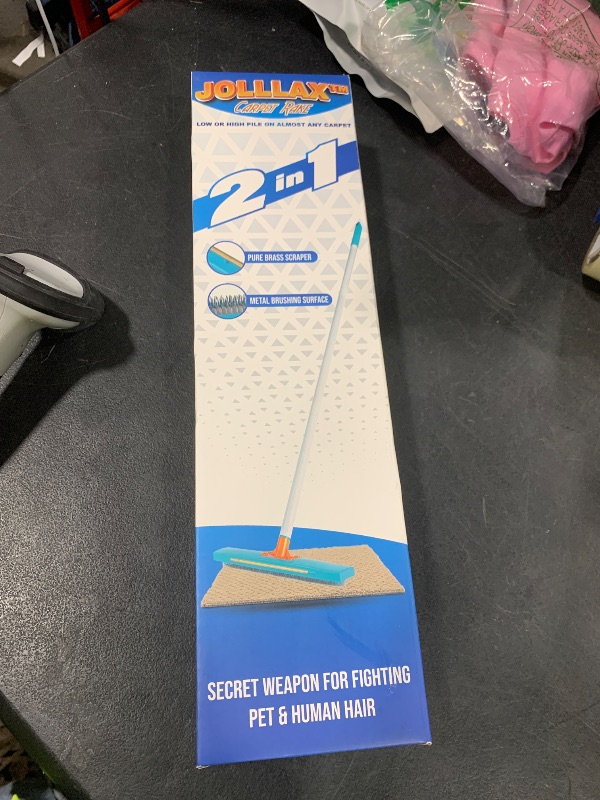 JOLLLAX™
CARPET RAKE
LOW OR HIGH PILE ON ALMOST ANY CARPET
2 in 1
PURE BRASS SCRAPER
METAL BRUSHING SURFACE
SECRET WEAPON FOR FIGHTING
PET & HUMAN HAIR